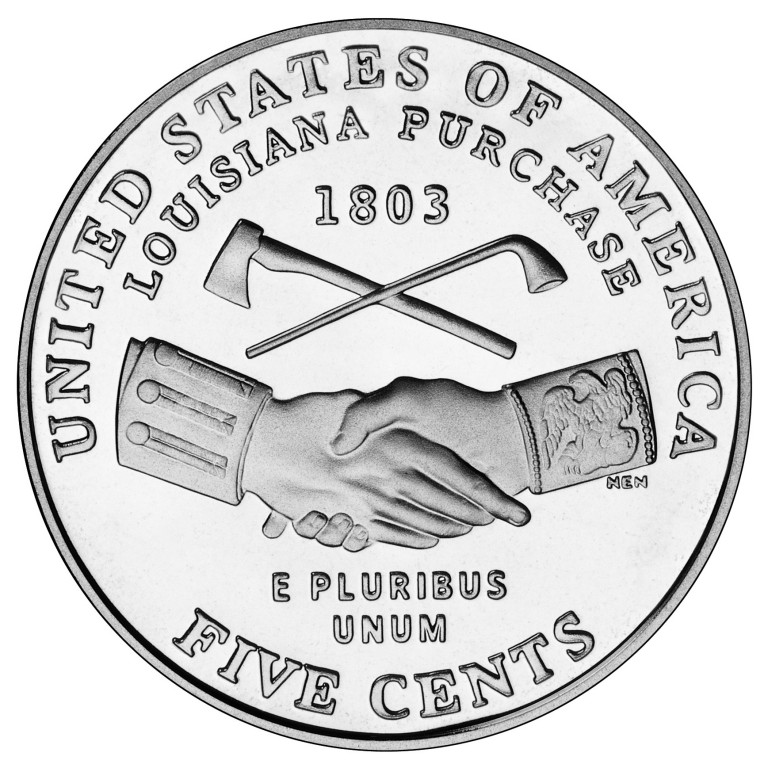 UNITED STATES OF AMERICA
LOUISIANA PURCHASE
1803
NEN
E PLURIBUS
UNUM
FIVE CENTS